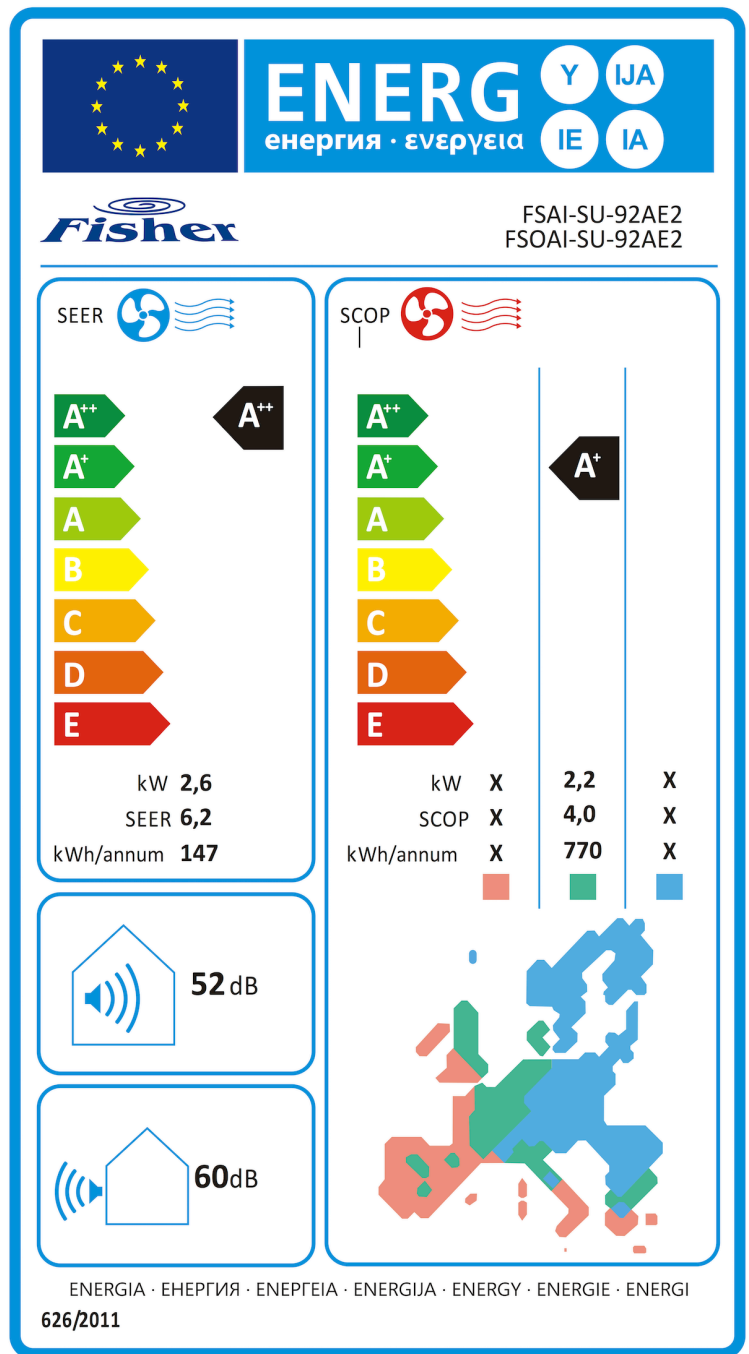 ENERG
енергия · ενεργεια
Y
IJA
IE
IA
Fisher
FSAI-SU-92AE2
FSOAI-SU-92AE2
SEER
A++
A++
A+
A
B
C
D
E
kW 2,6
SEER 6,2
kWh/annum 147
SCOP
A++
A+
A+
A
B
C
D
E
kW X 2,2 X
SCOP X 4,0 X
kWh/annum X 770 X
52 dB
60dB
ENERGIA · ЕНЕРГИЯ · ΕΝΕΡΓΕΙΑ · ENERGIJA · ENERGY · ENERGIE · ENERGI
626/2011